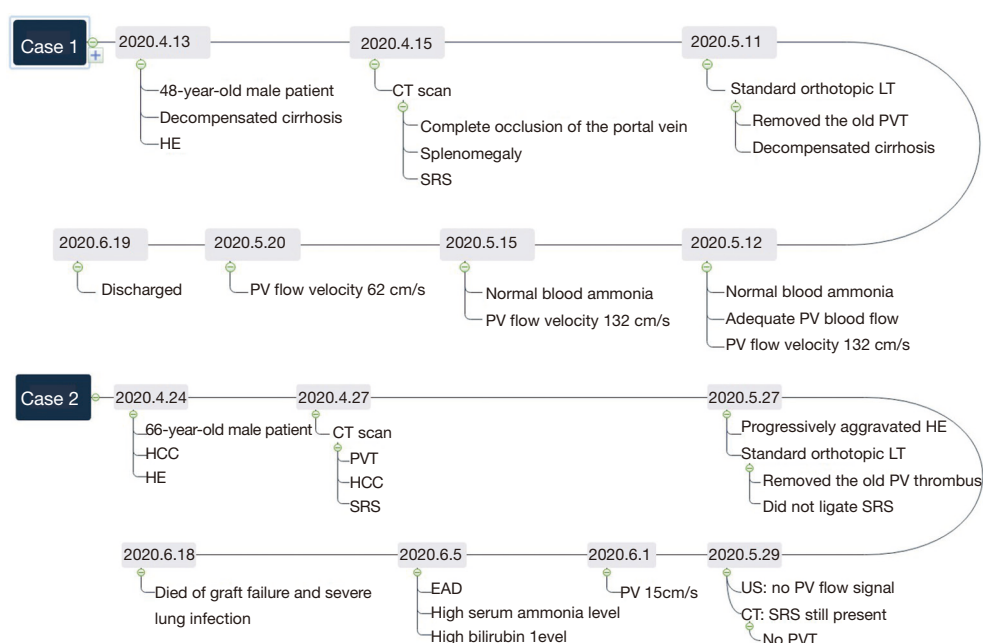 Case 1
2020.4.13
48-year-old male patient
Decompensated cirrhosis
HE
2020.4.15
CT scan
Complete occlusion of the portal vein
Splenomegaly
SRS
2020.5.11
Standard orthotopic LT
Removed the old PVT
Decompensated cirrhosis
2020.5.12
Normal blood ammonia
Adequate PV blood flow
PV flow velocity 132 cm/s
2020.5.15
Normal blood ammonia
PV flow velocity 132 cm/s
2020.5.20
PV flow velocity 62 cm/s
2020.6.19
Discharged
Case 2
2020.4.24
66-year-old male patient
HCC
HE
2020.4.27
CT scan
PVT
HCC
SRS
2020.5.27
Progressively aggravated HE
Standard orthotopic LT
Removed the old PV thrombus
Did not ligate SRS
2020.5.29
US: no PV flow signal
CT: SRS still present
No PVT
2020.6.1
PV 15cm/s
2020.6.5
EAD
High serum ammonia level
High bilirubin 1evel
2020.6.18
Died of graft failure and severe
lung infection